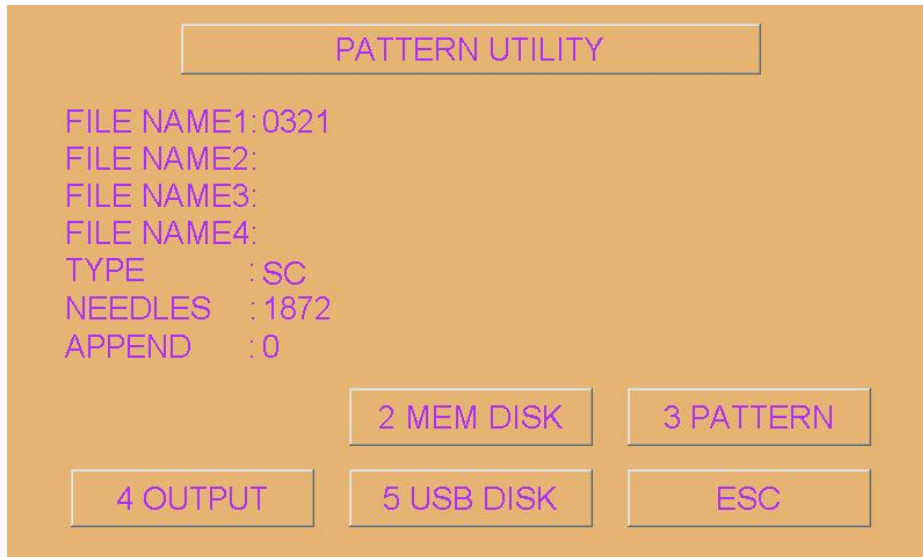 PATTERN UTILITY
FILE NAME1:0321
FILE NAME2:
FILE NAME3:
FILE NAME4:
TYPE :SC
NEEDLES :1872
APPEND :0
2 MEM DISK
3 PATTERN
4 OUTPUT
5 USB DISK
ESC